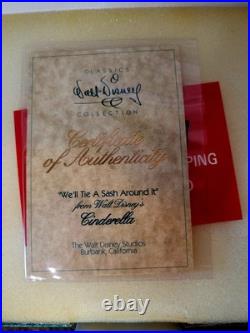 CLASSICS
Walt Disney
COLLECTION
Certificate
of Authenticity
"We'll Tie A Sash Around It"
from Walt Disney's
Cinderella
The Walt Disney Studios
Burbank, California
PING